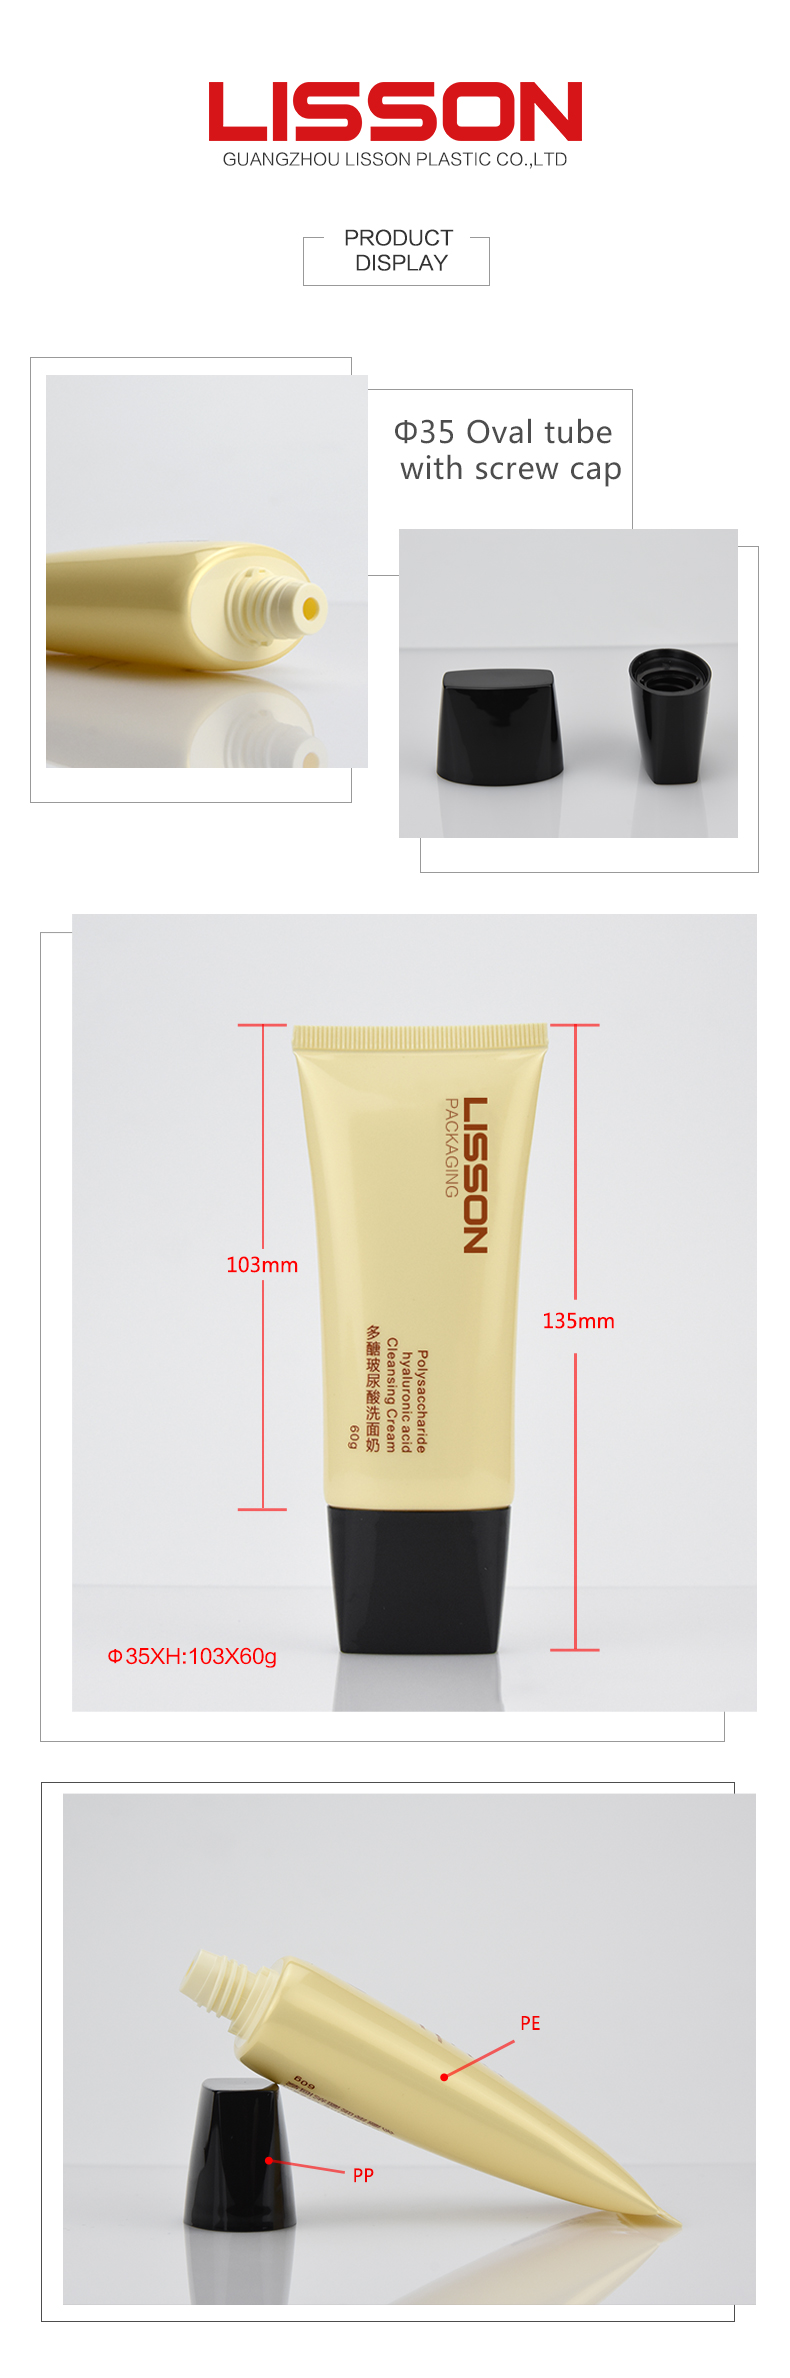 LISSON
GUANGZHOU LISSON PLASTIC CO.,LTD
PRODUCT
DISPLAY
Φ35 Oval tube
with screw cap
LISSON
PACKAGING
103mm
135mm
Polysaccharide
hyaluronic acid
Cleansing Cream
多醣玻尿酸洗面奶
60g
Φ35XH:103X60g
PE
60g
PP